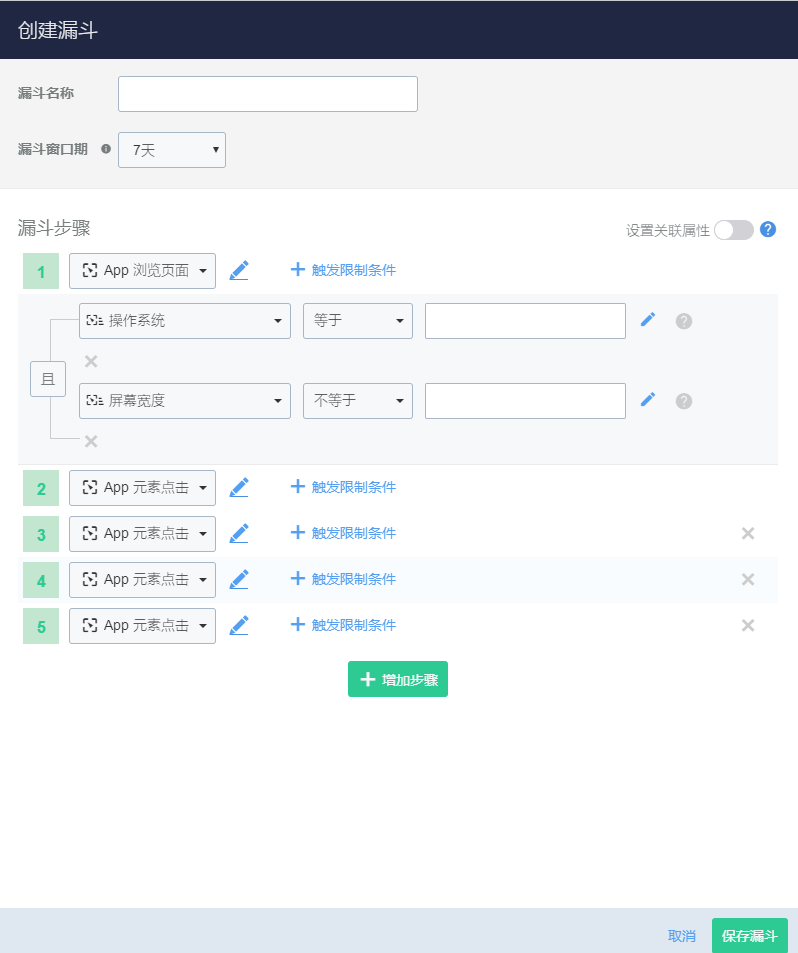 创建漏斗
漏斗名称
漏斗窗口期 7天
漏斗步骤
设置关联属性 ?
1 App 浏览页面 触发限制条件
操作系统 等于 ?
且
屏幕宽度 不等于 ?
2 App 元素点击 触发限制条件
3 App 元素点击 触发限制条件
4 App 元素点击 触发限制条件
5 App 元素点击 触发限制条件
增加步骤
取消 保存漏斗